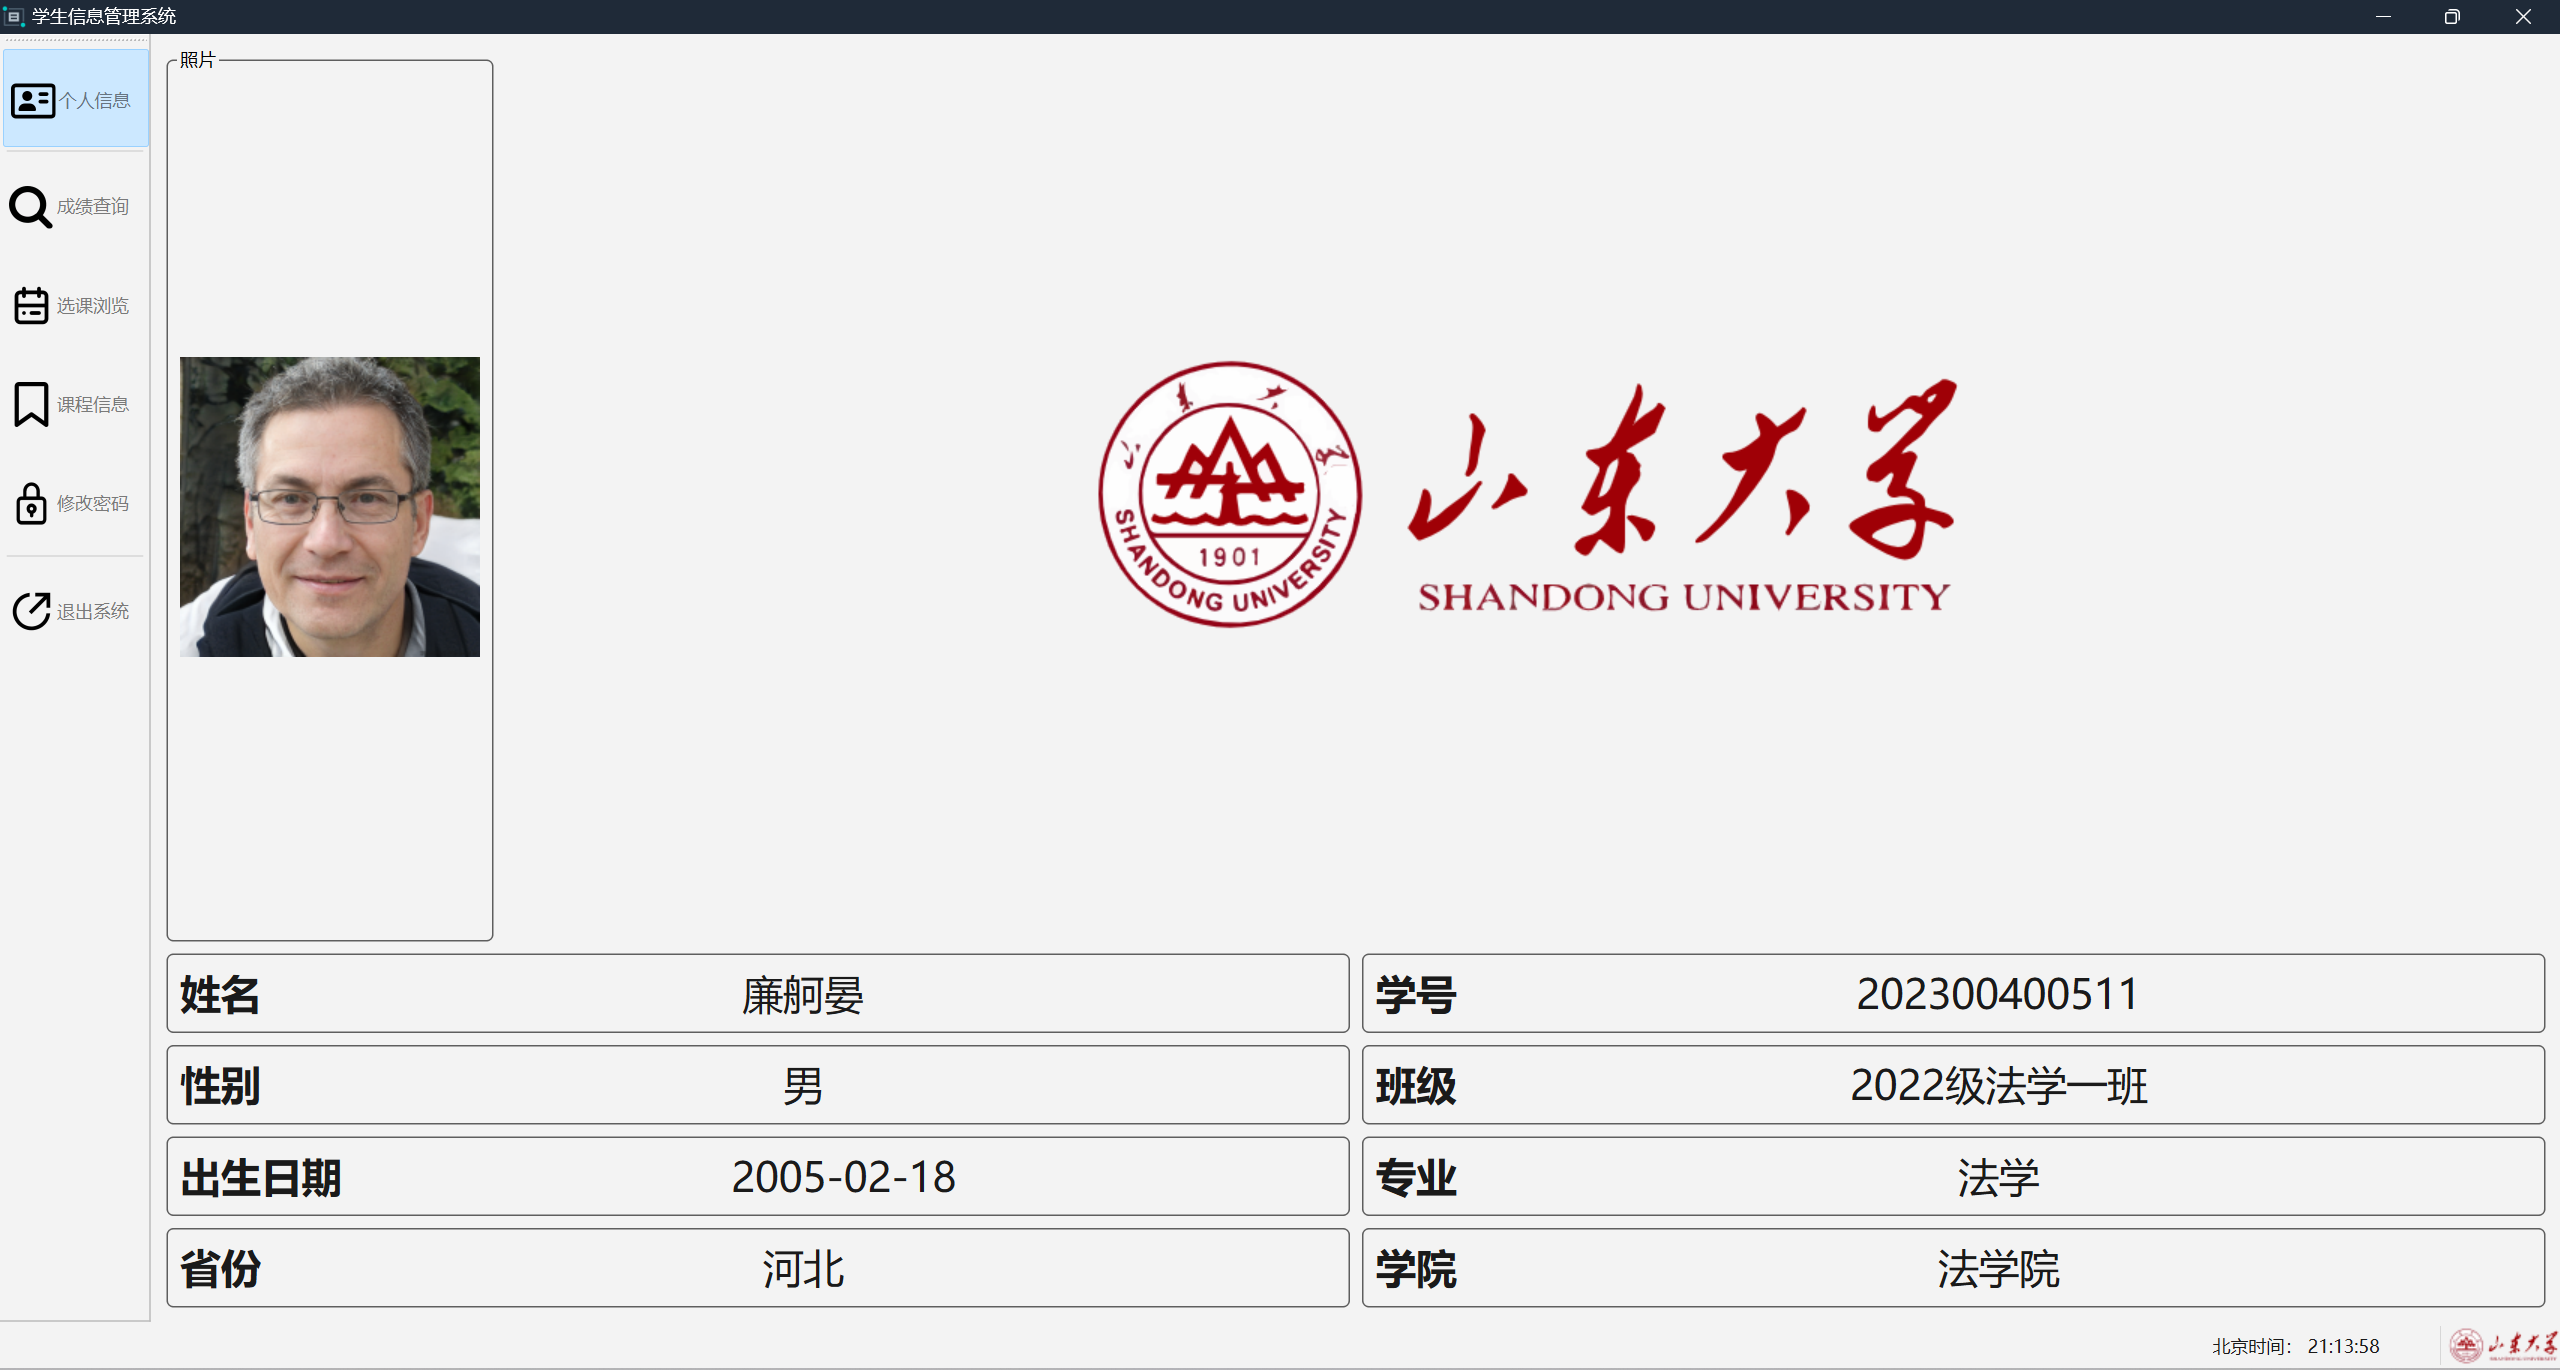 学生信息管理系统
个人信息
成绩查询
选课浏览
课程信息
修改密码
退出系统
照片
山东大学
SHANDONG UNIVERSITY
1901
山东大学
SHANDONG UNIVERSITY
姓名 廉舸晏
学号 202300400511
性别 男
班级 2022级法学一班
出生日期 2005-02-18
专业 法学
省份 河北
学院 法学院
北京时间： 21:13:58
山东大学